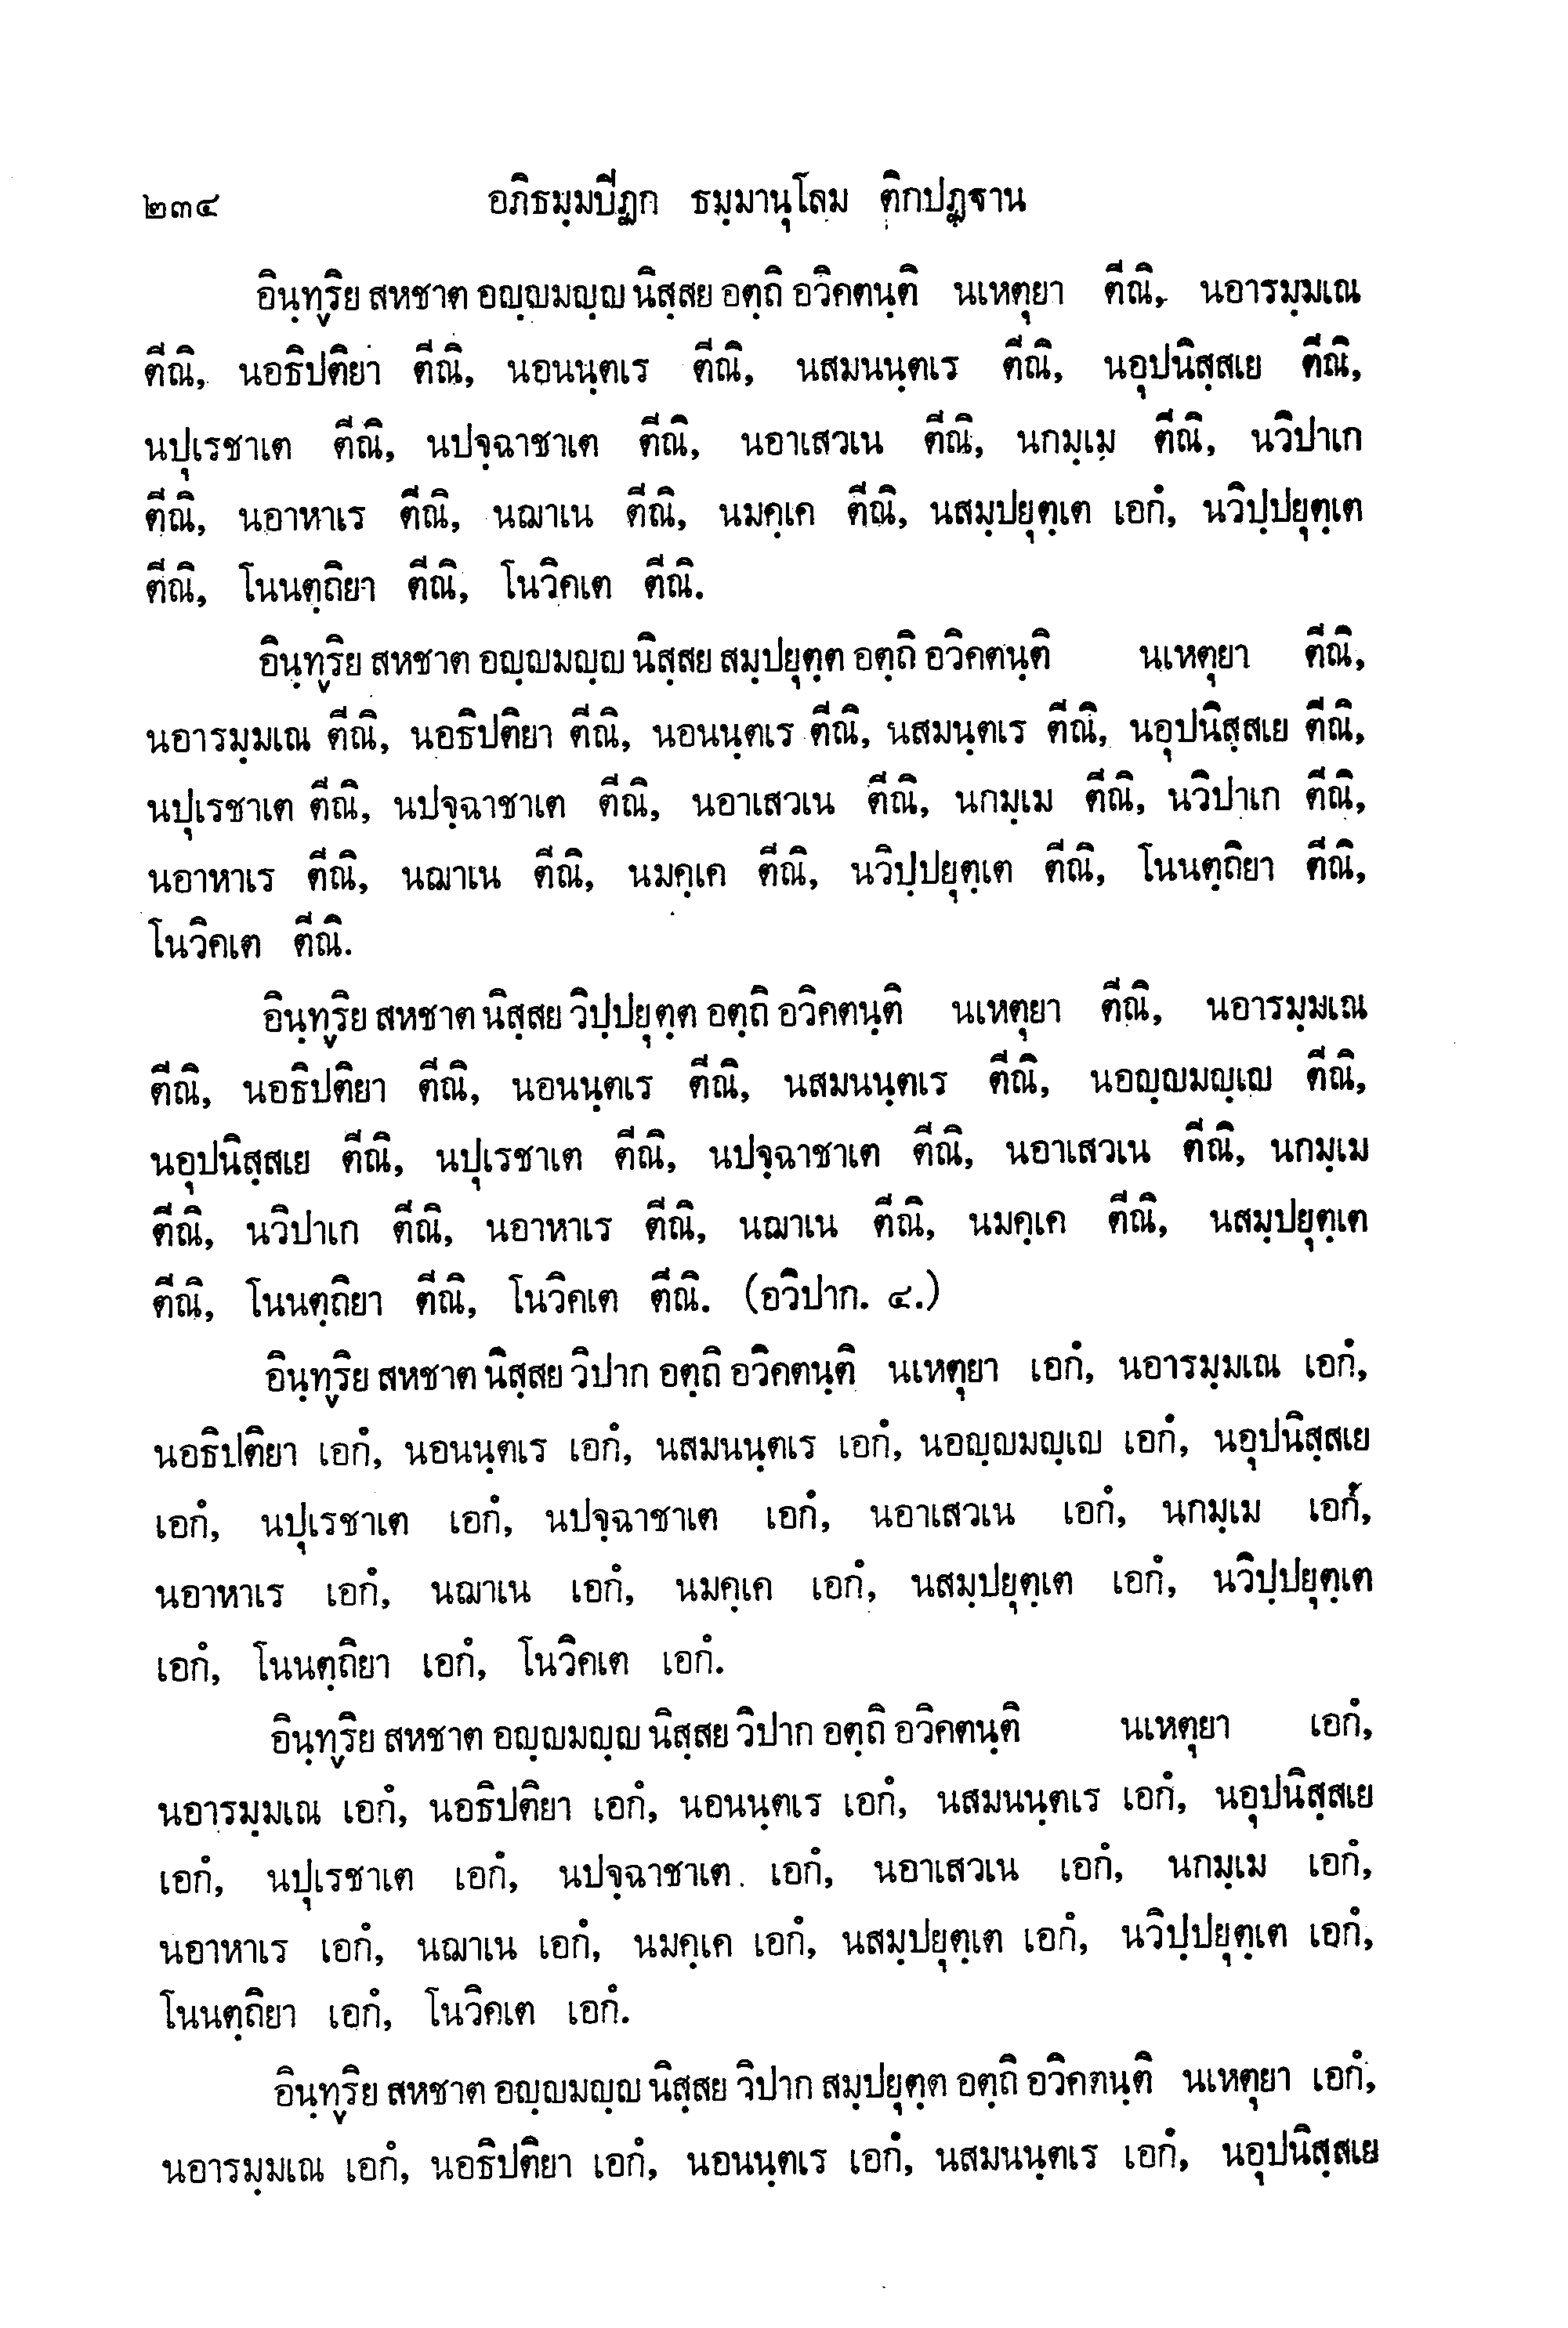 ๒๓๔ อภิธมฺมปีฏก ธมฺมานุโลม ติกปฏฺฐาน
อินฺทฺริย สหชาต อญฺญมญฺญ นิสฺสย อตฺถิ อวิคตนฺติ นเหตุยา ตีณิ, นอารมฺมเณ
ตีณิ, นอธิปติยา ตีณิ, นอนนฺตเร ตีณิ, นสมนนฺตเร ตีณิ, นอุปนิสฺสเย ตีณิ,
นปุเรชาเต ตีณิ, นปจฺฉาชาเต ตีณิ, นอาเสวเน ตีณิ, นกมฺเม ตีณิ, นวิปาเก
ตีณิ, นอาหาเร ตีณิ, นฌาเน ตีณิ, นมคฺเค ตีณิ, นสมฺปยุตฺเต เอกํ, นวิปฺปยุตฺเต
ตีณิ, โนนตฺถิยา ตีณิ, โนวิคเต ตีณิ.
อินฺทฺริย สหชาต อญฺญมญฺญ นิสฺสย สมฺปยุตฺต อตฺถิ อวิคตนฺติ นเหตุยา ตีณิ,
นอารมฺมเณ ตีณิ, นอธิปติยา ตีณิ, นอนนฺตเร ตีณิ, นสมนฺตเร ตีณิ, นอุปนิสฺสเย ตีณิ,
นปุเรชาเต ตีณิ, นปจฺฉาชาเต ตีณิ, นอาเสวเน ตีณิ, นกมฺเม ตีณิ, นวิปาเก ตีณิ,
นอาหาเร ตีณิ, นฌาเน ตีณิ, นมคฺเค ตีณิ, นวิปฺปยุตฺเต ตีณิ, โนนตฺถิยา ตีณิ,
โนวิคเต ตีณิ.
อินฺทฺริย สหชาต นิสฺสย วิปฺปยุตฺต อตฺถิ อวิคตนฺติ นเหตุยา ตีณิ, นอารมฺมเณ
ตีณิ, นอธิปติยา ตีณิ, นอนนฺตเร ตีณิ, นสมนนฺตเร ตีณิ, นอญฺญมญฺเญ ตีณิ,
นอุปนิสฺสเย ตีณิ, นปุเรชาเต ตีณิ, นปจฺฉาชาเต ตีณิ, นอาเสวเน ตีณิ, นกมฺเม
ตีณิ, นวิปาเก ตีณิ, นอาหาเร ตีณิ, นฌาเน ตีณิ, นมคฺเค ตีณิ, นสมฺปยุตฺเต
ตีณิ, โนนตฺถิยา ตีณิ, โนวิคเต ตีณิ. (อวิปาก. ๔.)
อินฺทฺริย สหชาต นิสฺสย วิปาก อตฺถิ อวิคตนฺติ นเหตุยา เอกํ, นอารมฺมเณ เอกํ,
นอธิปติยา เอกํ, นอนนฺตเร เอกํ, นสมนนฺตเร เอกํ, นอญฺญมญฺเญ เอกํ, นอุปนิสฺสเย
เอกํ, นปุเรชาเต เอกํ, นปจฺฉาชาเต เอกํ, นอาเสวเน เอกํ, นกมฺเม เอกํ,
นอาหาเร เอกํ, นฌาเน เอกํ, นมคฺเค เอกํ, นสมฺปยุตฺเต เอกํ, นวิปฺปยุตฺเต
เอกํ, โนนตฺถิยา เอกํ, โนวิคเต เอกํ.
อินฺทฺริย สหชาต อญฺญมญฺญ นิสฺสย วิปาก อตฺถิ อวิคตนฺติ นเหตุยา เอกํ,
นอารมฺมเณ เอกํ, นอธิปติยา เอกํ, นอนนฺตเร เอกํ, นสมนนฺตเร เอกํ, นอุปนิสฺสเย
เอกํ, นปุเรชาเต เอกํ, นปจฺฉาชาเต เอกํ, นอาเสวเน เอกํ, นกมฺเม เอกํ,
นอาหาเร เอกํ, นฌาเน เอกํ, นมคฺเค เอกํ, นสมฺปยุตฺเต เอกํ, นวิปฺปยุตฺเต เอกํ,
โนนตฺถิยา เอกํ, โนวิคเต เอกํ.
อินฺทฺริย สหชาต อญฺญมญฺญ นิสฺสย วิปาก สมฺปยุตฺต อตฺถิ อวิคตนฺติ นเหตุยา เอกํ,
นอารมฺมเณ เอกํ, นอธิปติยา เอกํ, นอนนฺตเร เอกํ, นสมนนฺตเร เอกํ, นอุปนิสฺสเย